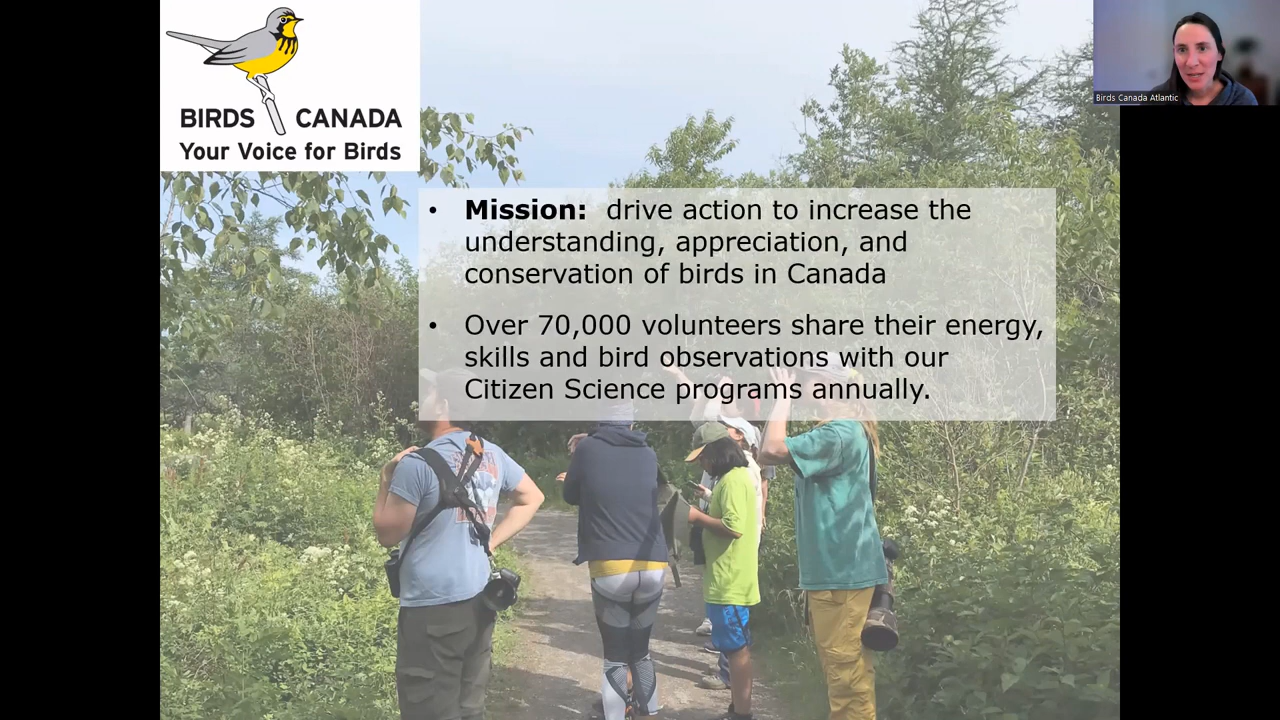 BIRDS CANADA
Your Voice for Birds
Birds Canada Atlantic
• Mission: drive action to increase the
understanding, appreciation, and
conservation of birds in Canada
• Over 70,000 volunteers share their energy,
skills and bird observations with our
Citizen Science programs annually.